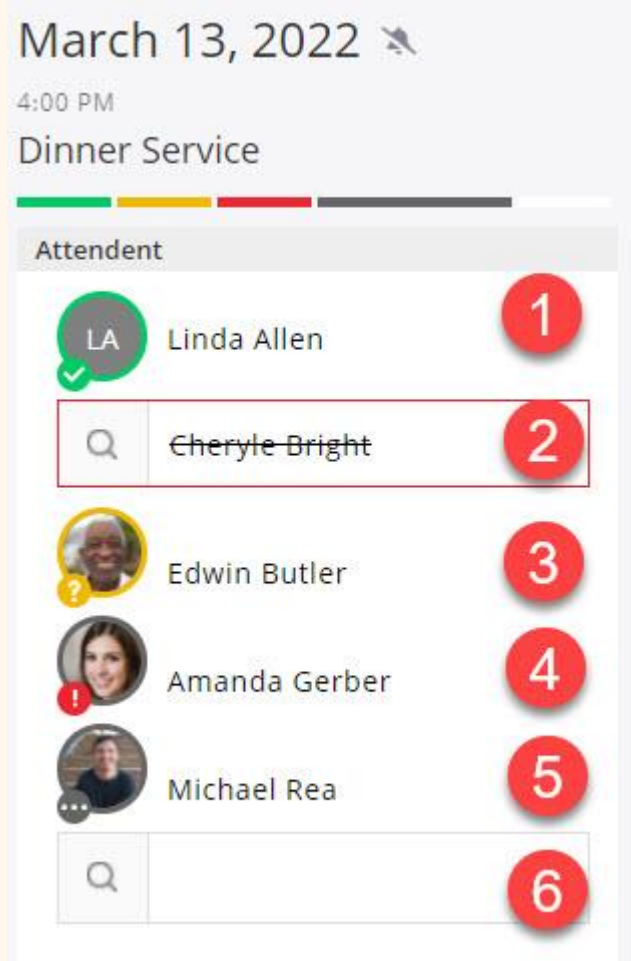 March 13, 2022
4:00 PM
Dinner Service
Attendent
LA Linda Allen 1
Cheryle Bright 2
? Edwin Butler 3
! Amanda Gerber 4
Michael Rea 5
6